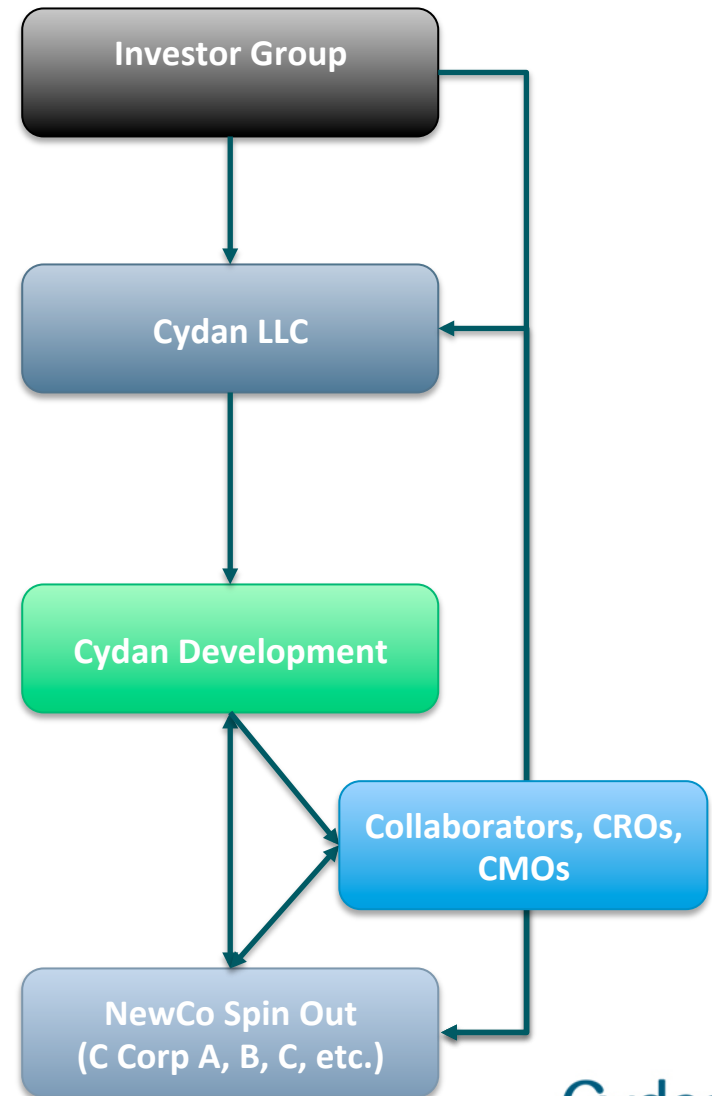 Investor Group
Cydan LLC
Cydan Development
Collaborators, CROs,
CMOs
NewCo Spin Out
(C Corp A, B, C, etc.)